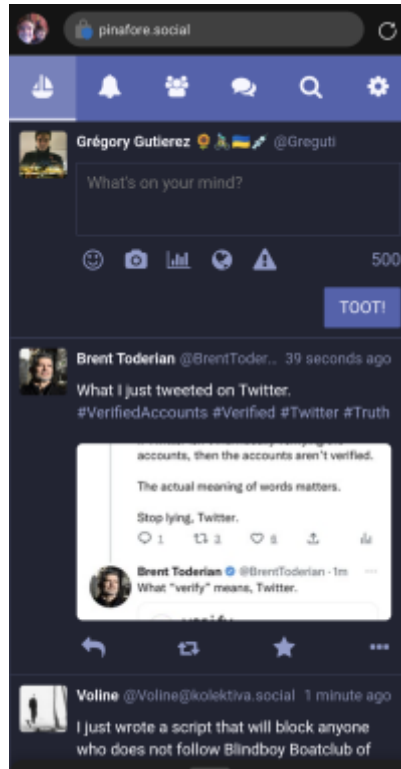 pinafore.social
Grégory Gutierez 🌻🚴🇺🇦💉 @Greguti
What's on your mind?
500
TOOT!
Brent Toderian @BrentToder.. 39 seconds ago
What I just tweeted on Twitter.
#VerifiedAccounts #Verified #Twitter #Truth
accounts, then the accounts aren't verified.
The actual meaning of words matters.
Stop lying, Twitter.
1 3 6
Brent Toderian @BrentToderian · 1m
What "verify" means, Twitter.
Voline @Voline@kolektiva.social 1 minute ago
I just wrote a script that will block anyone
who does not follow Blindboy Boatclub of